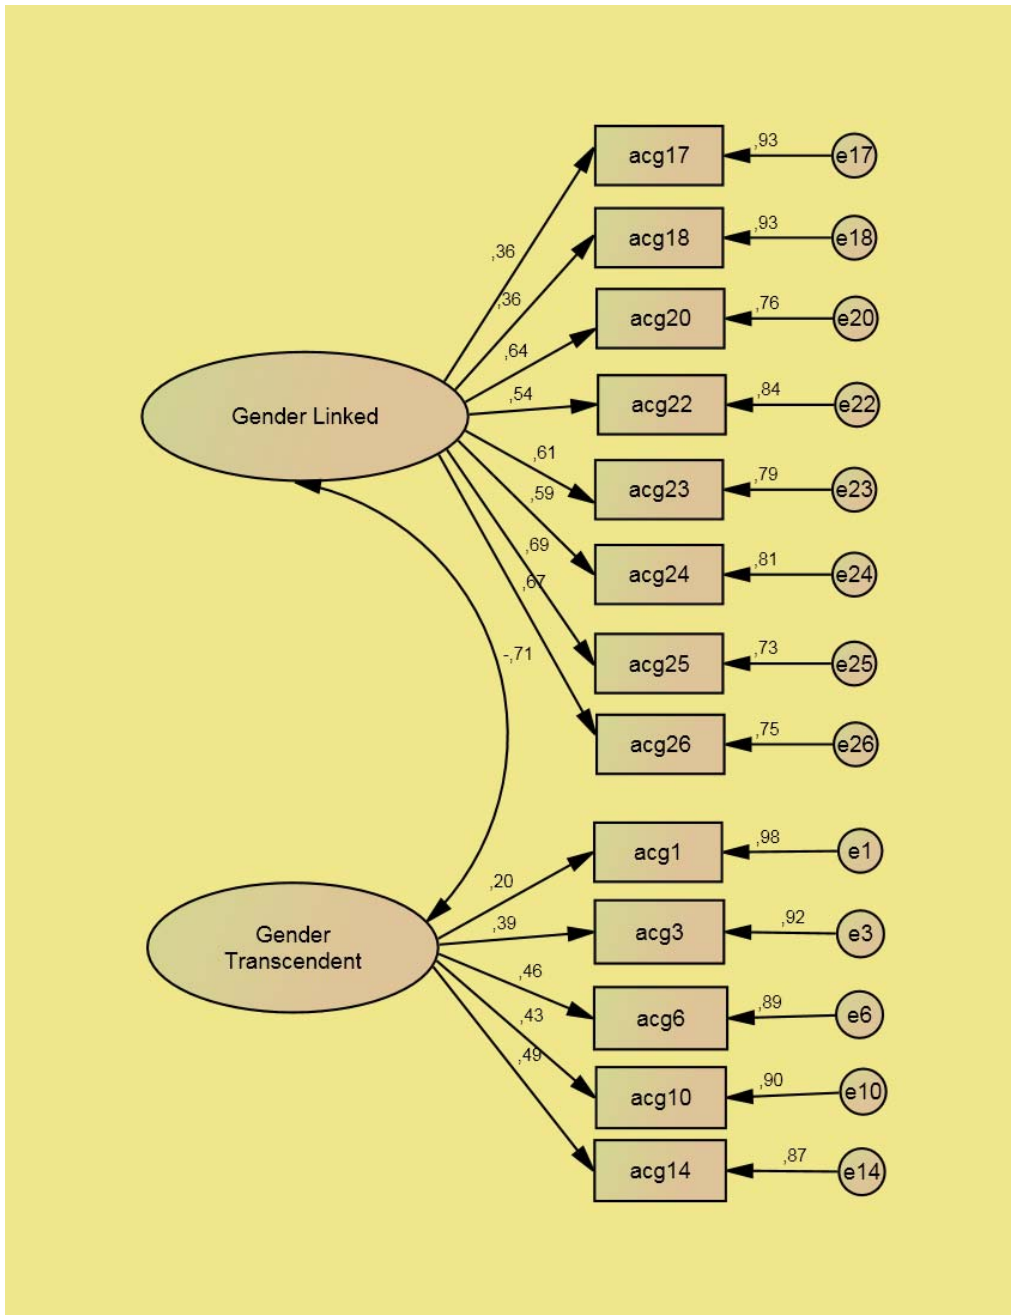 acg17
,93
e17
acg18
,93
e18
,36
,36
acg20
,76
e20
,64
Gender Linked
,54
acg22
,84
e22
,61
acg23
,79
e23
,59
,69
acg24
,81
e24
,67
-,71
acg25
,73
e25
acg26
,75
e26
acg1
,98
e1
,20
Gender
Transcendent
,39
acg3
,92
e3
,46
acg6
,89
e6
,43
,49
acg10
,90
e10
acg14
,87
e14